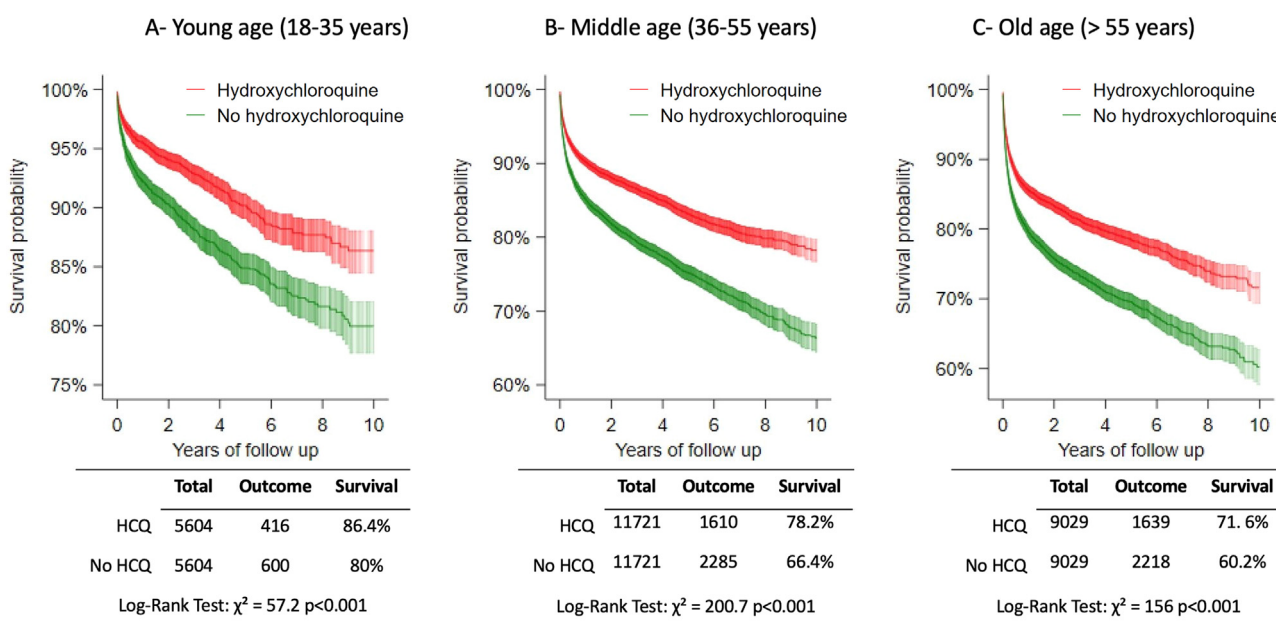 A- Young age (18-35 years)
Hydroxychloroquine
No hydroxychloroquine
Survival probability
100%
95%
90%
85%
80%
75%
0 2 4 6 8 10
Years of follow up
Total Outcome Survival
HCQ 5604 416 86.4%
No HCQ 5604 600 80%
Log-Rank Test: χ² = 57.2 p<0.001
B- Middle age (36-55 years)
Hydroxychloroquine
No hydroxychloroquine
Survival probability
100%
90%
80%
70%
60%
0 2 4 6 8 10
Years of follow up
Total Outcome Survival
HCQ 11721 1610 78.2%
No HCQ 11721 2285 66.4%
Log-Rank Test: χ² = 200.7 p<0.001
C- Old age (> 55 years)
Hydroxychloroquine
No hydroxychloroquine
Survival probability
100%
90%
80%
70%
60%
0 2 4 6 8 10
Years of follow up
Total Outcome Survival
HCQ 9029 1639 71. 6%
No HCQ 9029 2218 60.2%
Log-Rank Test: χ² = 156 p<0.001